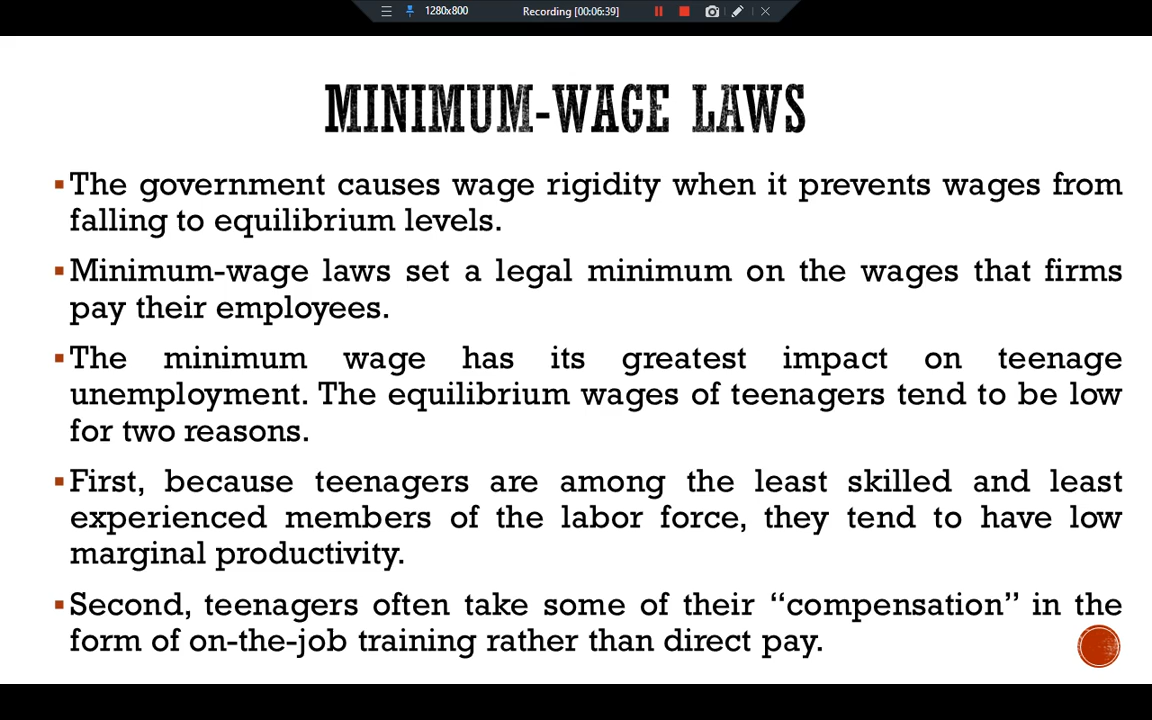 1280x800 Recording [00:06:39]
MINIMUM-WAGE LAWS
▪The government causes wage rigidity when it prevents wages from
falling to equilibrium levels.
▪Minimum-wage laws set a legal minimum on the wages that firms
pay their employees.
▪The minimum wage has its greatest impact on teenage
unemployment. The equilibrium wages of teenagers tend to be low
for two reasons.
▪First, because teenagers are among the least skilled and least
experienced members of the labor force, they tend to have low
marginal productivity.
▪Second, teenagers often take some of their “compensation” in the
form of on-the-job training rather than direct pay.